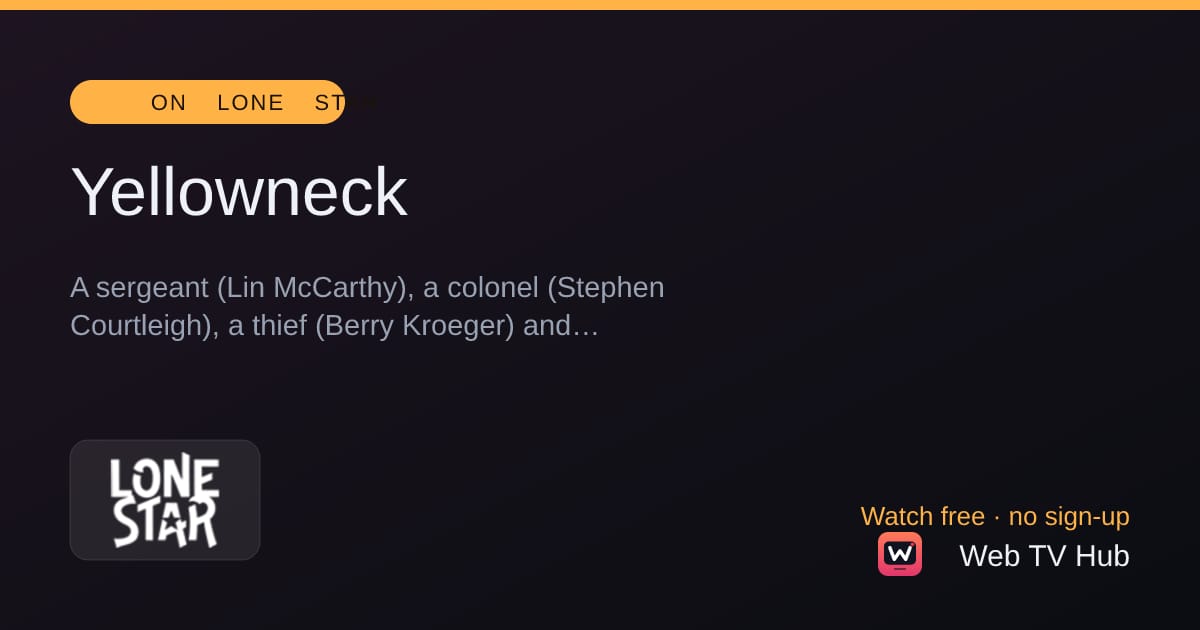 ON LONE STAR
Yellowneck
A sergeant (Lin McCarthy), a colonel (Stephen
Courtleigh), a thief (Berry Kroeger) and…
LONE
STAR
Watch free · no sign-up
W
Web TV Hub